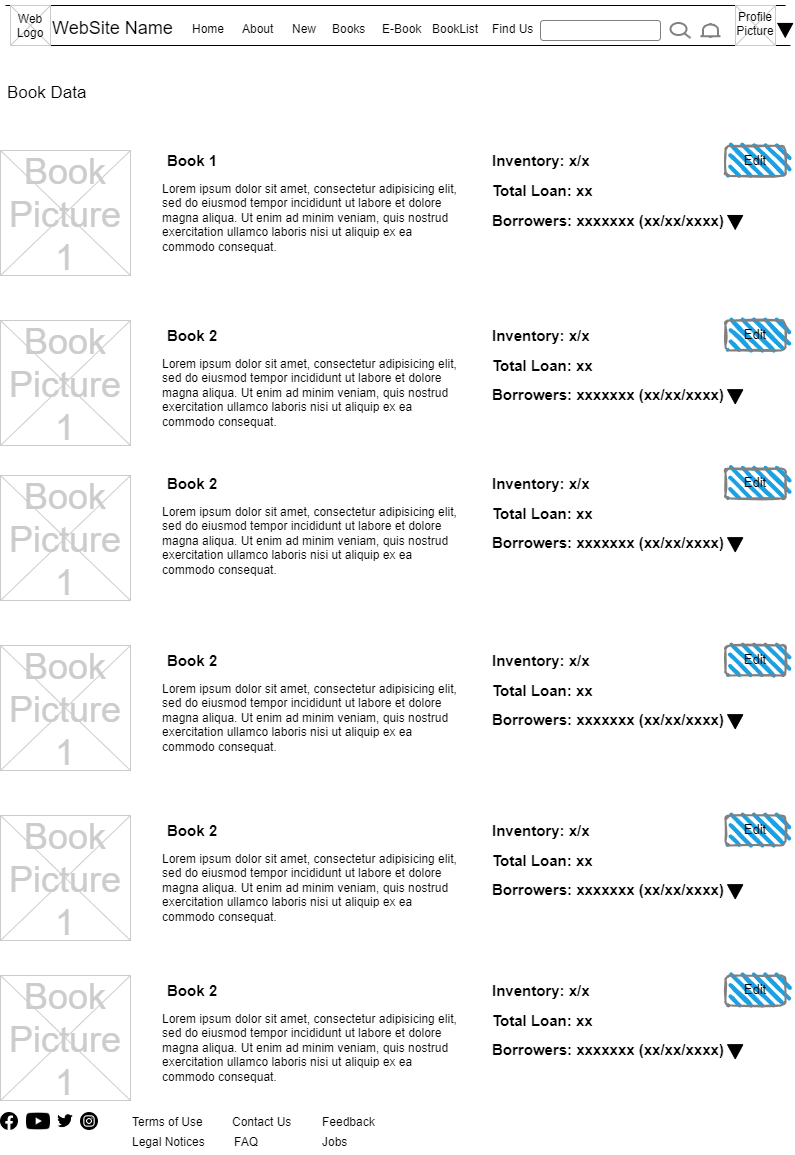 Web
Logo
WebSite Name
Home
About
New
Books
E-Book
BookList
Find Us
Profile
Picture
Book Data
Book
Picture
1
Book 1
Lorem ipsum dolor sit amet, consectetur adipisicing elit,
sed do eiusmod tempor incididunt ut labore et dolore
magna aliqua. Ut enim ad minim veniam, quis nostrud
exercitation ullamco laboris nisi ut aliquip ex ea
commodo consequat.
Inventory: x/x
Total Loan: xx
Borrowers: xxxxxxx (xx/xx/xxxx)
Edit
Book
Picture
1
Book 2
Lorem ipsum dolor sit amet, consectetur adipisicing elit,
sed do eiusmod tempor incididunt ut labore et dolore
magna aliqua. Ut enim ad minim veniam, quis nostrud
exercitation ullamco laboris nisi ut aliquip ex ea
commodo consequat.
Inventory: x/x
Total Loan: xx
Borrowers: xxxxxxx (xx/xx/xxxx)
Edit
Book
Picture
1
Book 2
Lorem ipsum dolor sit amet, consectetur adipisicing elit,
sed do eiusmod tempor incididunt ut labore et dolore
magna aliqua. Ut enim ad minim veniam, quis nostrud
exercitation ullamco laboris nisi ut aliquip ex ea
commodo consequat.
Inventory: x/x
Total Loan: xx
Borrowers: xxxxxxx (xx/xx/xxxx)
Edit
Book
Picture
1
Book 2
Lorem ipsum dolor sit amet, consectetur adipisicing elit,
sed do eiusmod tempor incididunt ut labore et dolore
magna aliqua. Ut enim ad minim veniam, quis nostrud
exercitation ullamco laboris nisi ut aliquip ex ea
commodo consequat.
Inventory: x/x
Total Loan: xx
Borrowers: xxxxxxx (xx/xx/xxxx)
Edit
Book
Picture
1
Book 2
Lorem ipsum dolor sit amet, consectetur adipisicing elit,
sed do eiusmod tempor incididunt ut labore et dolore
magna aliqua. Ut enim ad minim veniam, quis nostrud
exercitation ullamco laboris nisi ut aliquip ex ea
commodo consequat.
Inventory: x/x
Total Loan: xx
Borrowers: xxxxxxx (xx/xx/xxxx)
Edit
Book
Picture
1
Book 2
Lorem ipsum dolor sit amet, consectetur adipisicing elit,
sed do eiusmod tempor incididunt ut labore et dolore
magna aliqua. Ut enim ad minim veniam, quis nostrud
exercitation ullamco laboris nisi ut aliquip ex ea
commodo consequat.
Inventory: x/x
Total Loan: xx
Borrowers: xxxxxxx (xx/xx/xxxx)
Edit
Terms of Use
Contact Us
Feedback
Legal Notices
FAQ
Jobs